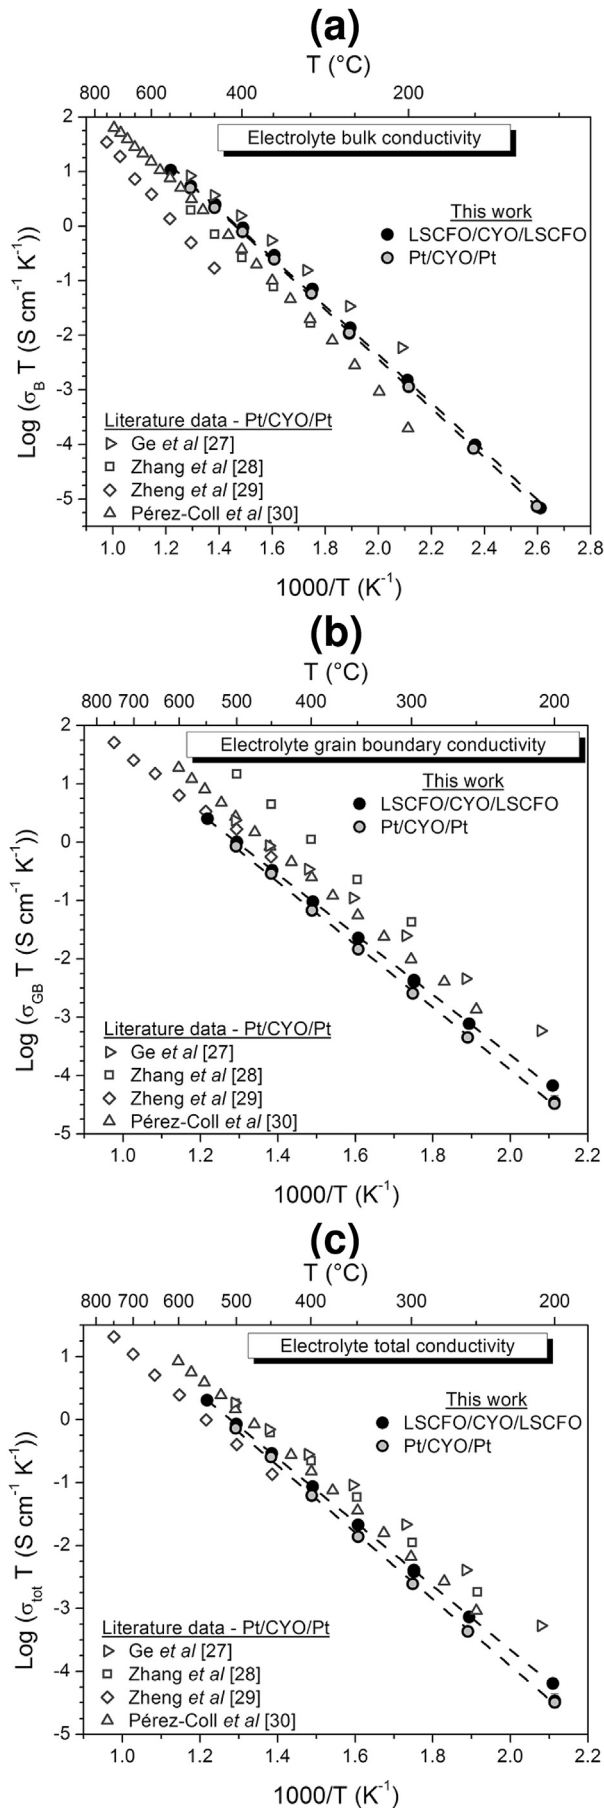 (a)
T (°C)
800 600 400 200
Electrolyte bulk conductivity
This work
LSCFO/CYO/LSCFO
Pt/CYO/Pt
Literature data - Pt/CYO/Pt
Ge et al [27]
Zhang et al [28]
Zheng et al [29]
Pérez-Coll et al [30]
Log (σB T (S cm-1 K-1))
2
1
0
-1
-2
-3
-4
-5
1.0 1.2 1.4 1.6 1.8 2.0 2.2 2.4 2.6 2.8
1000/T (K-1)
(b)
T (°C)
800 700 600 500 400 300 200
Electrolyte grain boundary conductivity
This work
LSCFO/CYO/LSCFO
Pt/CYO/Pt
Literature data - Pt/CYO/Pt
Ge et al [27]
Zhang et al [28]
Zheng et al [29]
Pérez-Coll et al [30]
Log (σGB T (S cm-1 K-1))
2
1
0
-1
-2
-3
-4
-5
1.0 1.2 1.4 1.6 1.8 2.0 2.2
1000/T (K-1)
(c)
T (°C)
800 700 600 500 400 300 200
Electrolyte total conductivity
This work
LSCFO/CYO/LSCFO
Pt/CYO/Pt
Literature data - Pt/CYO/Pt
Ge et al [27]
Zhang et al [28]
Zheng et al [29]
Pérez-Coll et al [30]
Log (σtot T (S cm-1 K-1))
1
0
-1
-2
-3
-4
-5
1.0 1.2 1.4 1.6 1.8 2.0 2.2
1000/T (K-1)